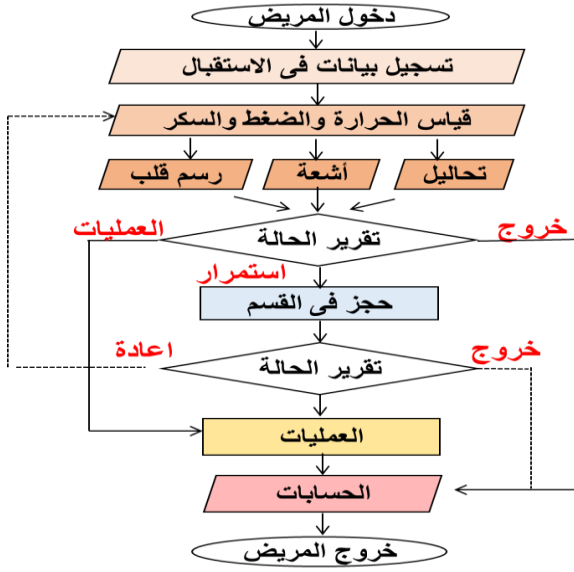 دخول المريض
تسجيل بيانات فى الاستقبال
قياس الحرارة والضغط والسكر
تحاليل
أشعة
رسم قلب
تقرير الحالة
خروج
العمليات
استمرار
حجز فى القسم
تقرير الحالة
خروج
اعادة
العمليات
الحسابات
خروج المريض